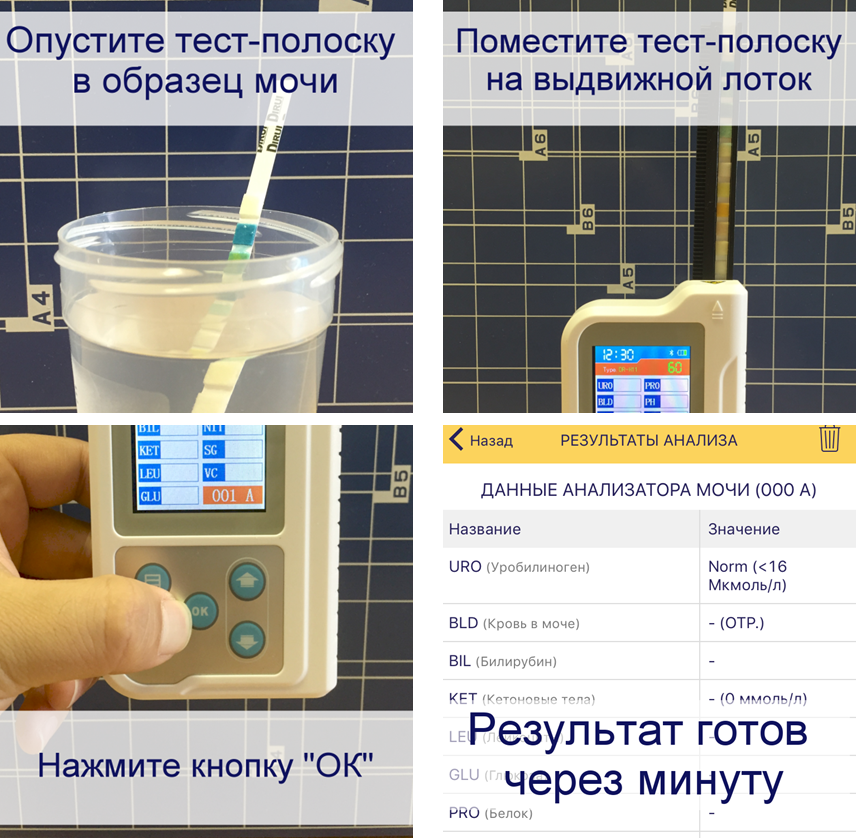 Опустите тест-полоску
в образец мочи
DIRUI
DIRUI
A4
Поместите тест-полоску
на выдвижной лоток
A6
A5
B6
B5
A5
12:30
60
URO
PRO
BLD
PH
BIL
NIT
KET
SG
LEU
VC
GLU
001 A
B5
OK
Нажмите кнопку "ОК"
Назад
РЕЗУЛЬТАТЫ АНАЛИЗА
ДАННЫЕ АНАЛИЗАТОРА МОЧИ (000 A)
Название
Значение
URO (Уробилиноген)
Norm (<16
Мкмоль/л)
BLD (Кровь в моче)
- (ОТР.)
BIL (Билирубин)
-
KET (Кетоновые тела)
- (0 ммоль/л)
Результат готов
LEU
через минуту
GLU
PRO (Белок)
-